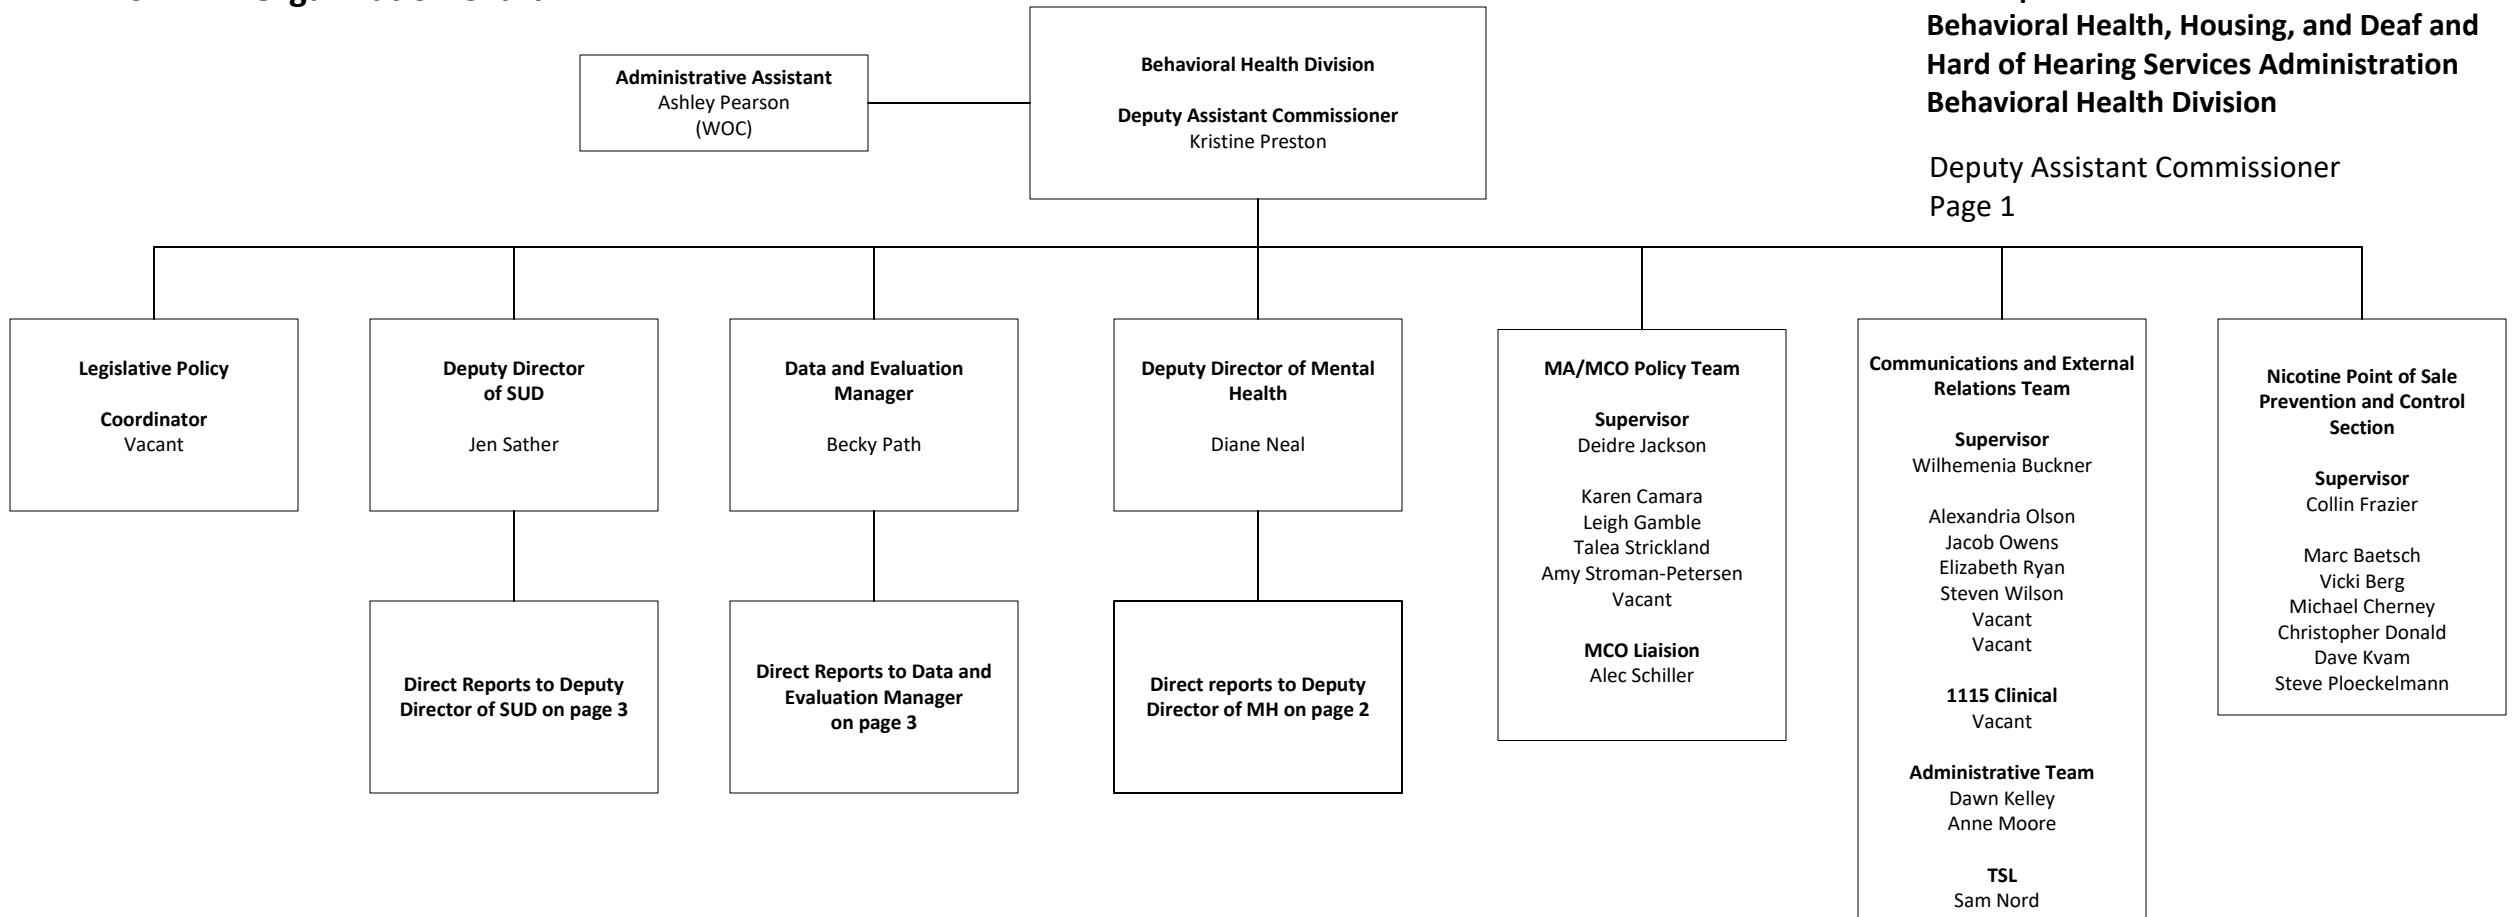 Behavioral Health, Housing, and Deaf and
Hard of Hearing Services Administration
Behavioral Health Division
Deputy Assistant Commissioner
Page 1
Administrative Assistant
Ashley Pearson
(WOC)
Behavioral Health Division
Deputy Assistant Commissioner
Kristine Preston
Legislative Policy
Coordinator
Vacant
Deputy Director
of SUD
Jen Sather
Data and Evaluation
Manager
Becky Path
Deputy Director of Mental
Health
Diane Neal
MA/MCO Policy Team
Supervisor
Deidre Jackson
Karen Camara
Leigh Gamble
Talea Strickland
Amy Stroman-Petersen
Vacant
MCO Liaision
Alec Schiller
Communications and External
Relations Team
Supervisor
Wilhemenia Buckner
Alexandria Olson
Jacob Owens
Elizabeth Ryan
Steven Wilson
Vacant
Vacant
1115 Clinical
Vacant
Administrative Team
Dawn Kelley
Anne Moore
TSL
Sam Nord
Nicotine Point of Sale
Prevention and Control
Section
Supervisor
Collin Frazier
Marc Baetsch
Vicki Berg
Michael Cherney
Christopher Donald
Dave Kvam
Steve Ploeckelmann
Direct Reports to Deputy
Director of SUD on page 3
Direct Reports to Data and
Evaluation Manager
on page 3
Direct reports to Deputy
Director of MH on page 2